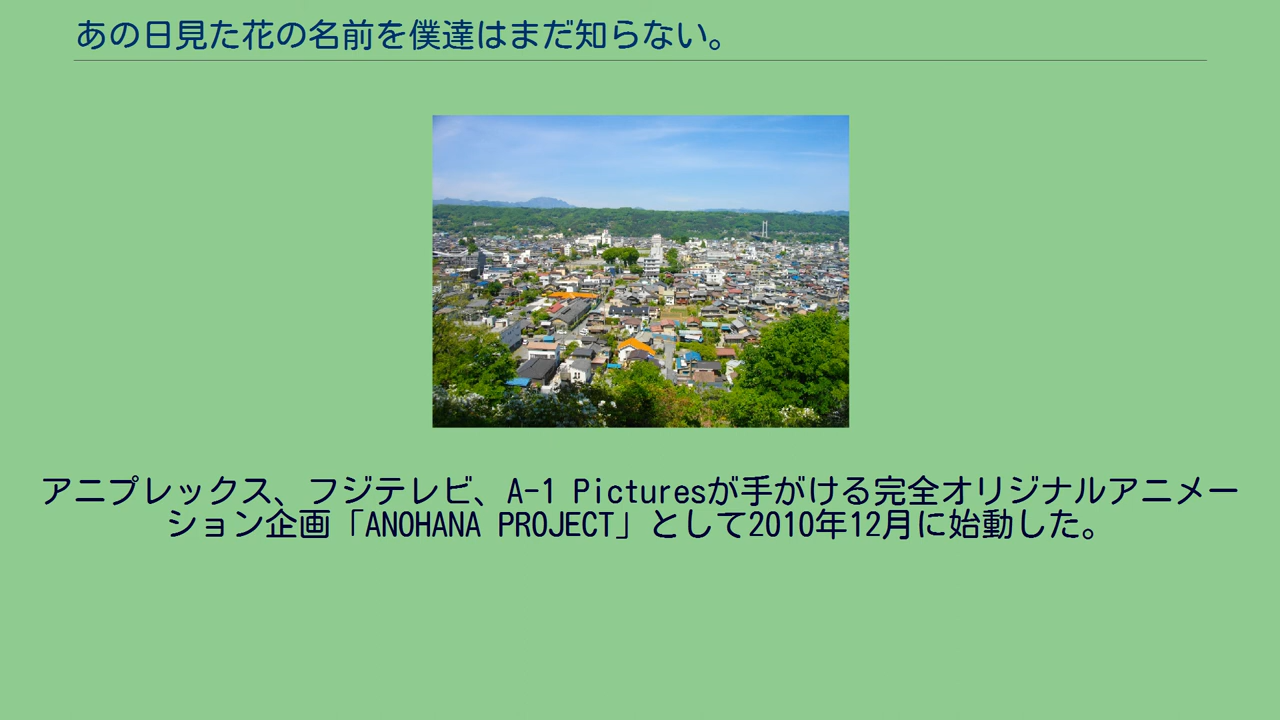 あの日見た花の名前を僕達はまだ知らない。
アニプレックス、フジテレビ、A-1 Picturesが手がける完全オリジナルアニメー
ション企画「ANOHANA PROJECT」として2010年12月に始動した。